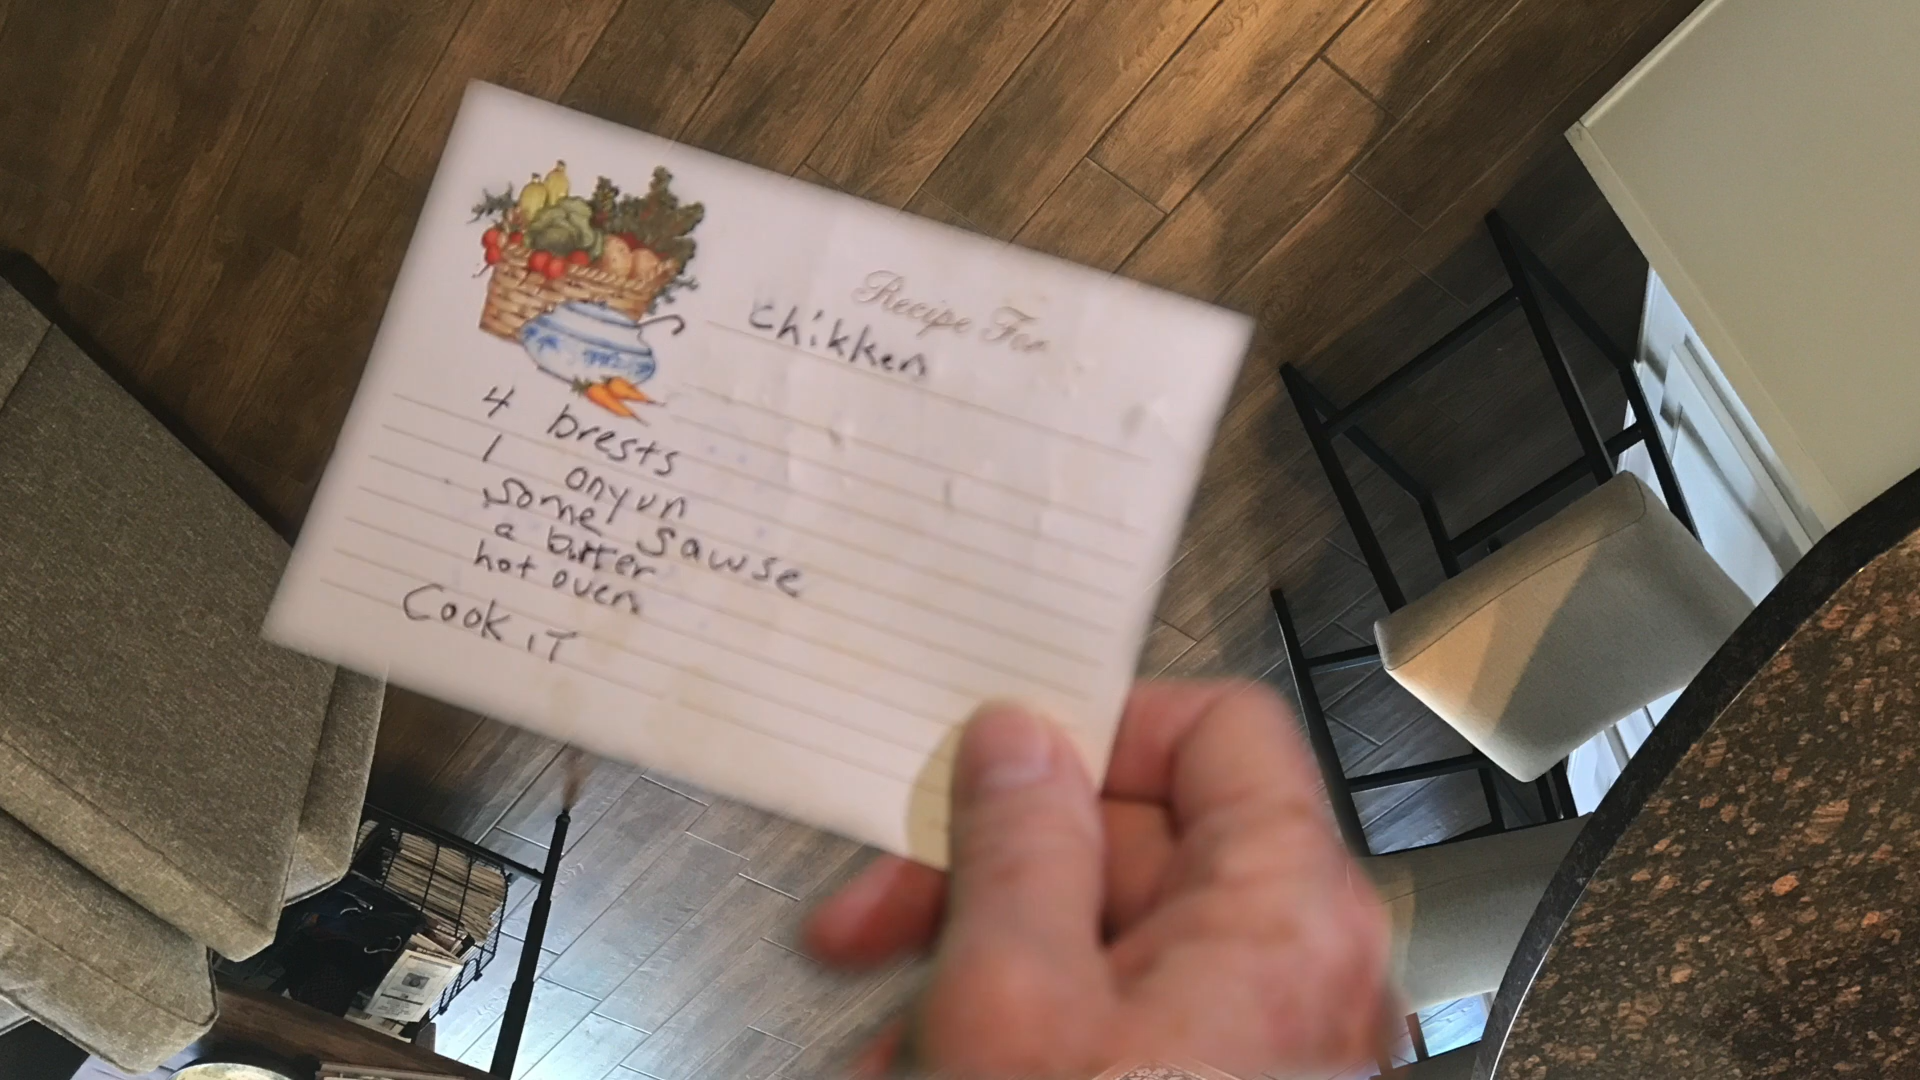 Recipe For
Chikken
4 brests
1 onyun
some sawse
a butter
hot oven
Cook iT